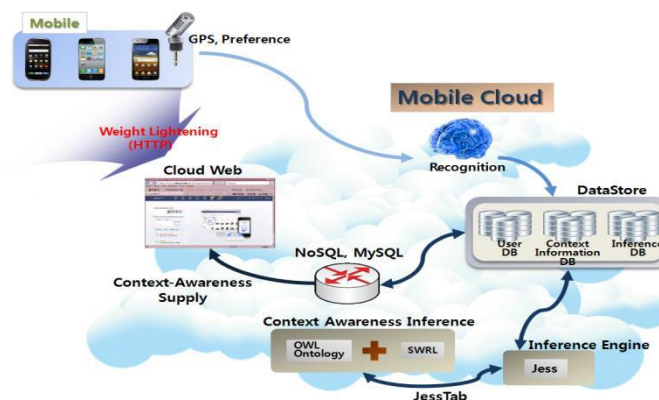 Mobile
GPS, Preference
Mobile Cloud
Weight Lightening
(HTTP)
Recognition
Cloud Web
DataStore
User
DB
Context
Information
DB
Inference
DB
NoSQL, MySQL
Context-Awareness
Supply
Context Awareness Inference
OWL
Ontology
SWRL
Inference Engine
Jess
JessTab